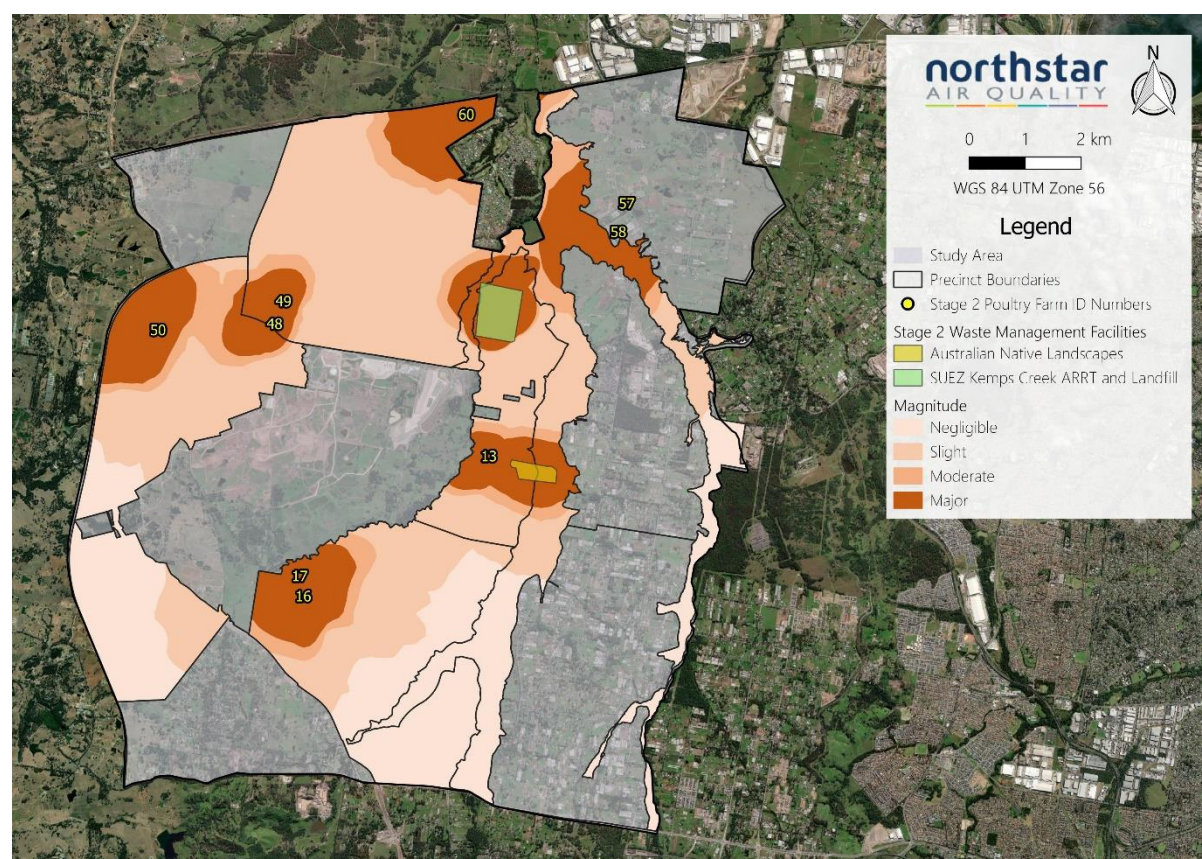 northstar
AIR QUALITY
N
0 1 2 km
WGS 84 UTM Zone 56
Legend
Study Area
Precinct Boundaries
Stage 2 Poultry Farm ID Numbers
Stage 2 Waste Management Facilities
Australian Native Landscapes
SUEZ Kemps Creek ARRT and Landfill
Magnitude
Negligible
Slight
Moderate
Major
60
57
58
49
48
50
13
17
16